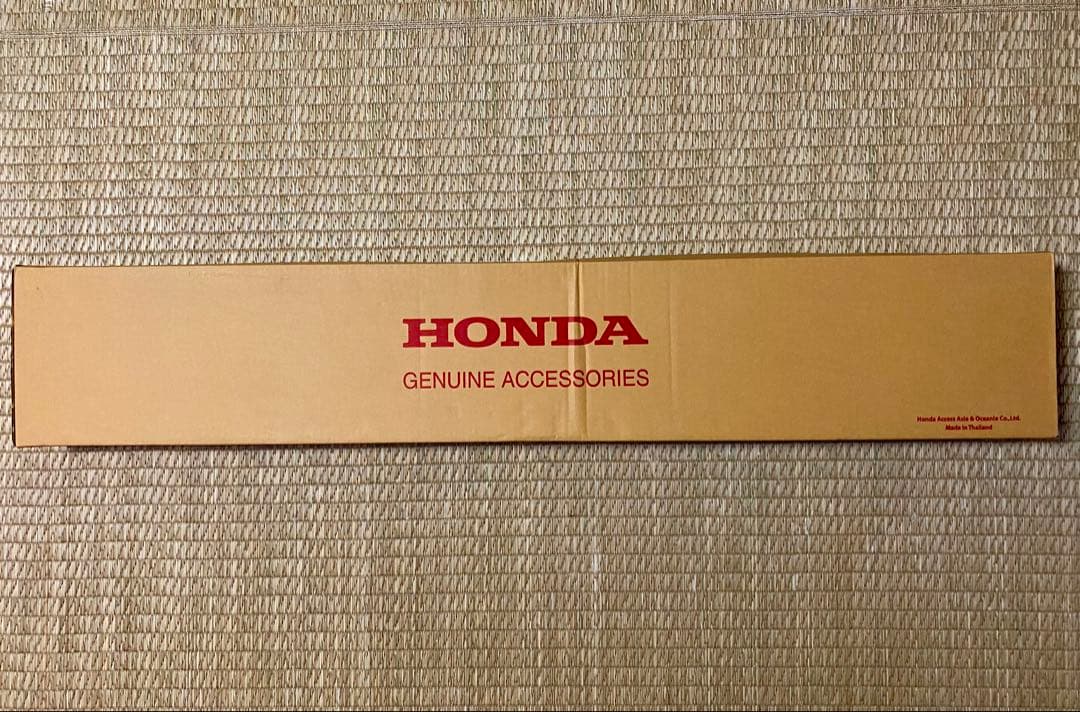 HONDA
GENUINE ACCESSORIES
Honda Access Asia & Oceania Co.,Ltd.
Made in Thailand